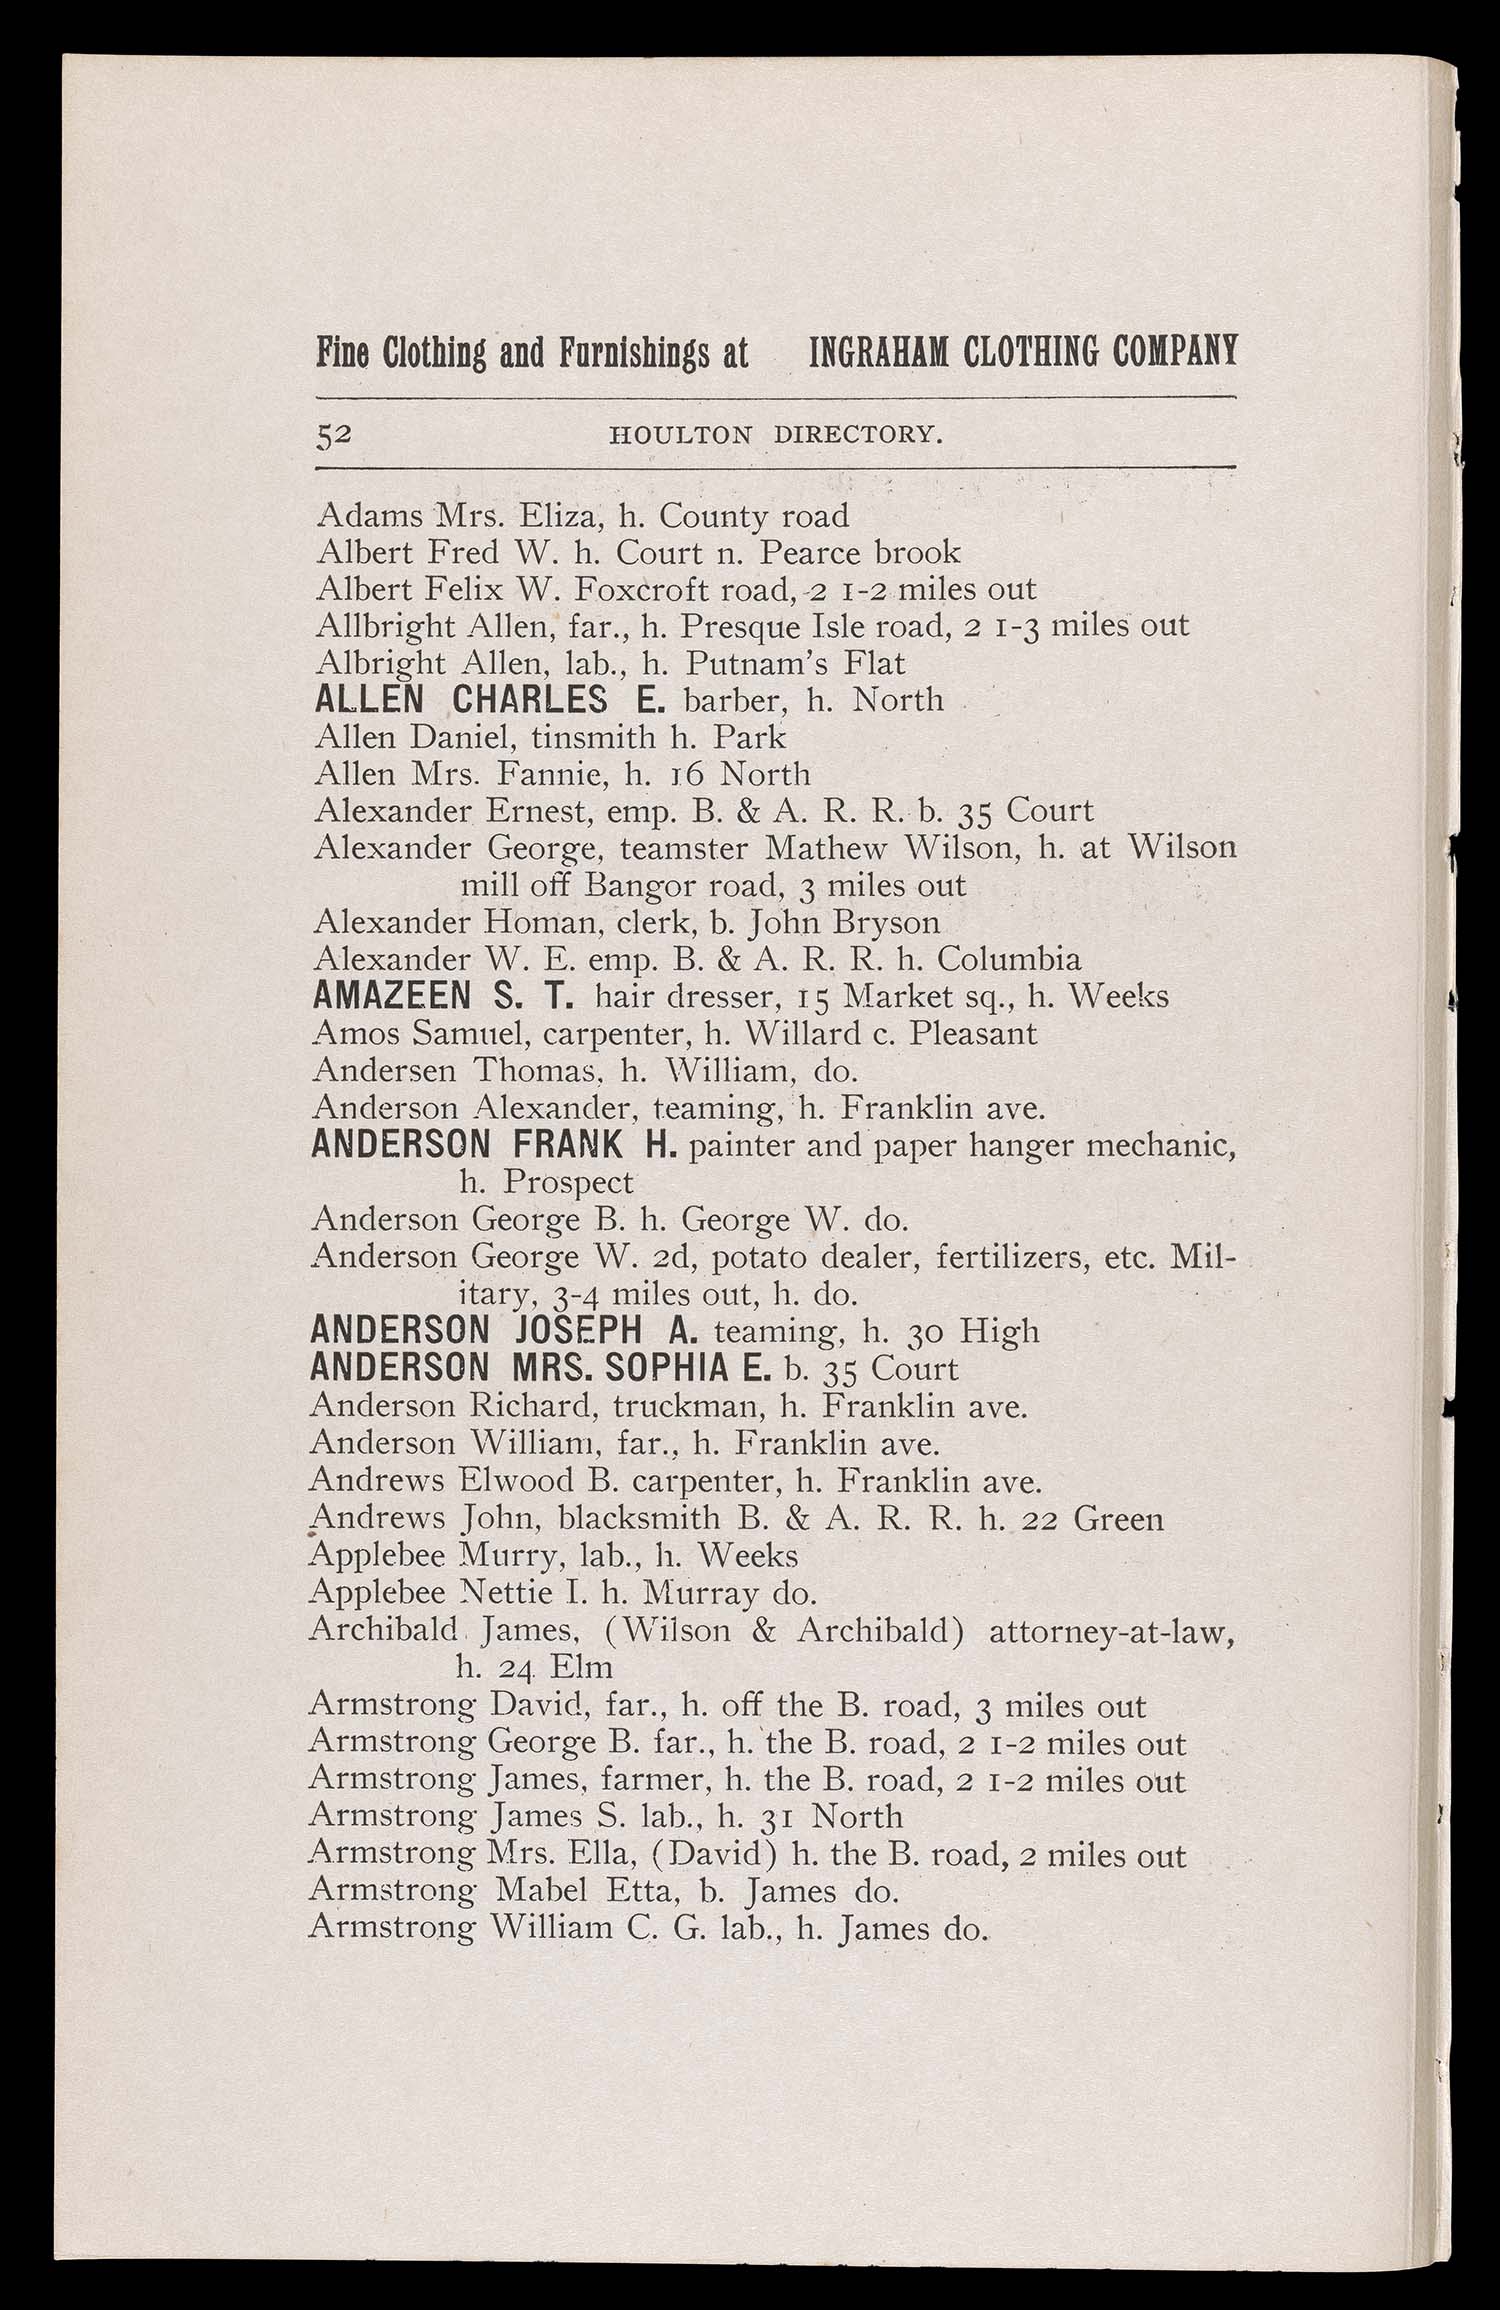 Fine Clothing and Furnishings at INGRAHAM CLOTHING COMPANY
52 HOULTON DIRECTORY.
Adams Mrs. Eliza, h. County road
Albert Fred W. h. Court n. Pearce brook
Albert Felix W. Foxcroft road, 2 1-2 miles out
Allbright Allen, far., h. Presque Isle road, 2 1-3 miles out
Albright Allen, lab., h. Putnam's Flat
ALLEN CHARLES E. barber, h. North
Allen Daniel, tinsmith h. Park
Allen Mrs. Fannie, h. 16 North
Alexander Ernest, emp. B. & A. R. R. b. 35 Court
Alexander George, teamster Mathew Wilson, h. at Wilson
mill off Bangor road, 3 miles out
Alexander Homan, clerk, b. John Bryson
Alexander W. E. emp. B. & A. R. R. h. Columbia
AMAZEEN S. T. hair dresser, 15 Market sq., h. Weeks
Amos Samuel, carpenter, h. Willard c. Pleasant
Andersen Thomas, h. William, do.
Anderson Alexander, teaming, h. Franklin ave.
ANDERSON FRANK H. painter and paper hanger mechanic,
h. Prospect
Anderson George B. h. George W. do.
Anderson George W. 2d, potato dealer, fertilizers, etc. Mil-
itary, 3-4 miles out, h. do.
ANDERSON JOSEPH A. teaming, h. 30 High
ANDERSON MRS. SOPHIA E. b. 35 Court
Anderson Richard, truckman, h. Franklin ave.
Anderson William, far., h. Franklin ave.
Andrews Elwood B. carpenter, h. Franklin ave.
Andrews John, blacksmith B. & A. R. R. h. 22 Green
Applebee Murry, lab., h. Weeks
Applebee Nettie I. h. Murray do.
Archibald James, (Wilson & Archibald) attorney-at-law,
h. 24 Elm
Armstrong David, far., h. off the B. road, 3 miles out
Armstrong George B. far., h. the B. road, 2 1-2 miles out
Armstrong James, farmer, h. the B. road, 2 1-2 miles out
Armstrong James S. lab., h. 31 North
Armstrong Mrs. Ella, (David) h. the B. road, 2 miles out
Armstrong Mabel Etta, b. James do.
Armstrong William C. G. lab., h. James do.